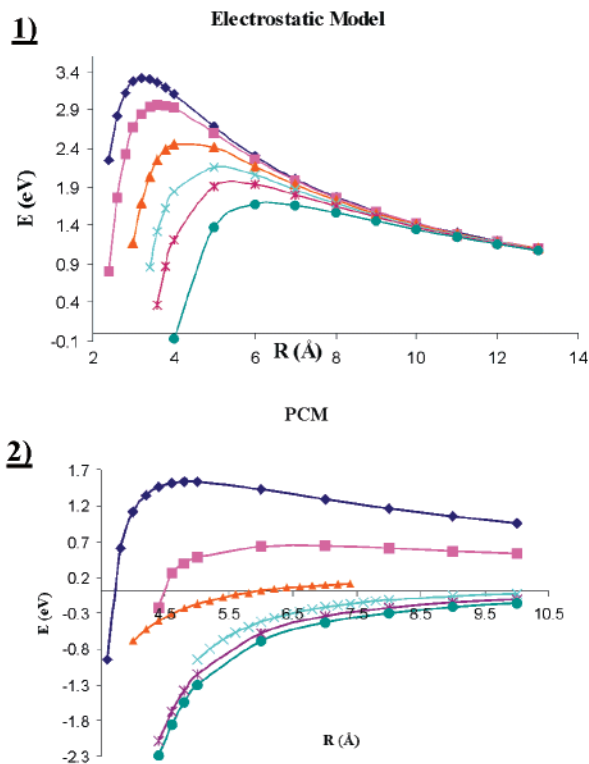 1)
Electrostatic Model
3.4
2.9
2.4
1.9
1.4
0.9
0.4
-0.1
E (eV)
2 4 6 8 10 12 14
R (Å)
PCM
2)
1.7
1.2
0.7
0.2
-0.3
-0.8
-1.3
-1.8
-2.3
E (eV)
4.5 5.5 6.5 7.5 8.5 9.5 10.5
R (Å)